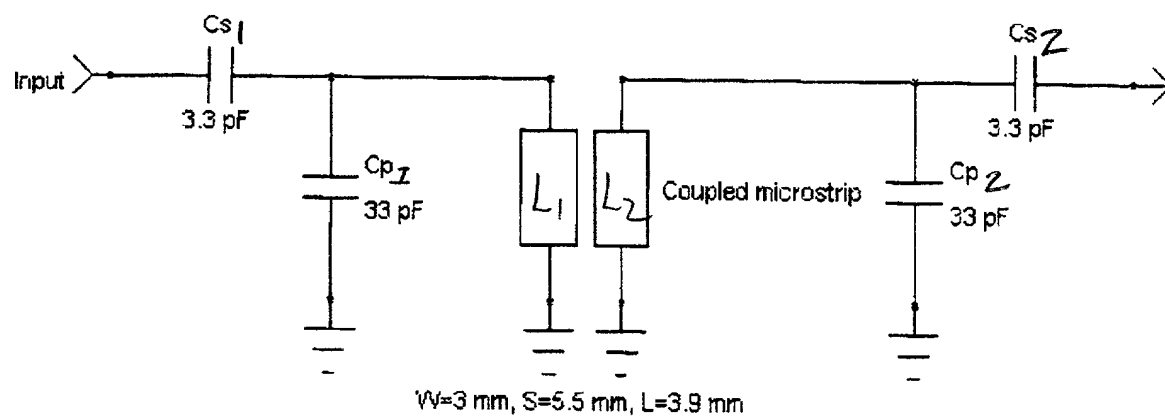 Cs1
Cs2
Input
3.3 pF
3.3 pF
Cp1
33 pF
L1
L2
Coupled microstrip
Cp2
33 pF
W=3 mm, S=5.5 mm, L=3.9 mm